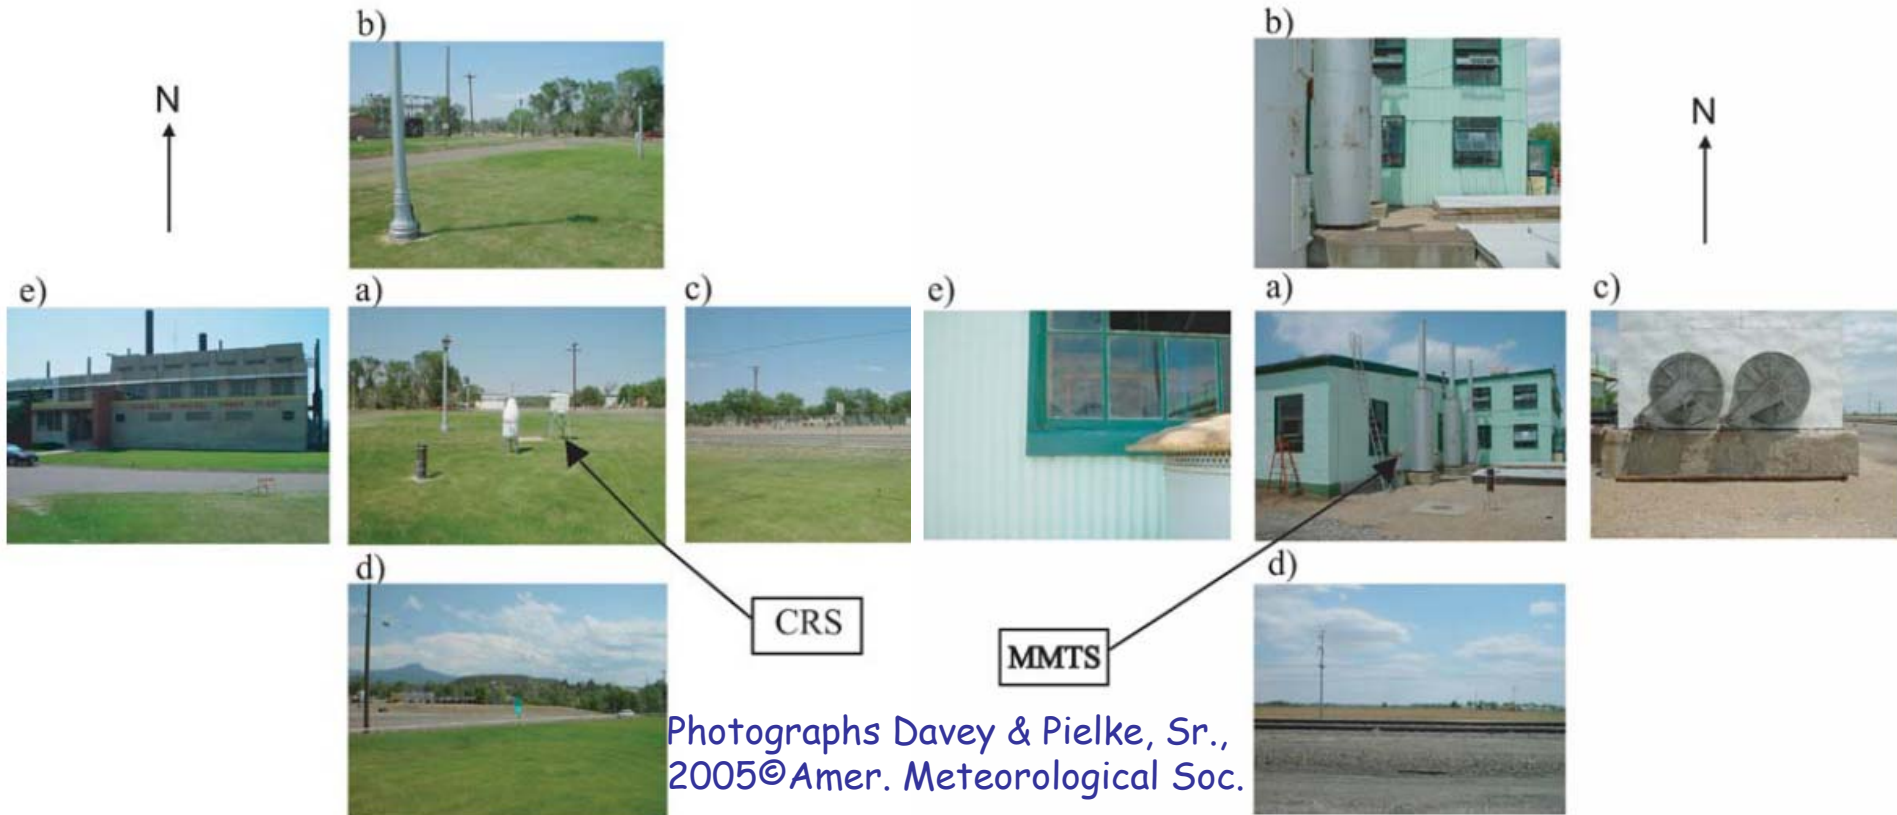 b)
N
e)
a)
c)
d)
CRS
b)
N
e)
a)
c)
d)
MMTS
Photographs Davey & Pielke, Sr.,
2005©Amer. Meteorological Soc.